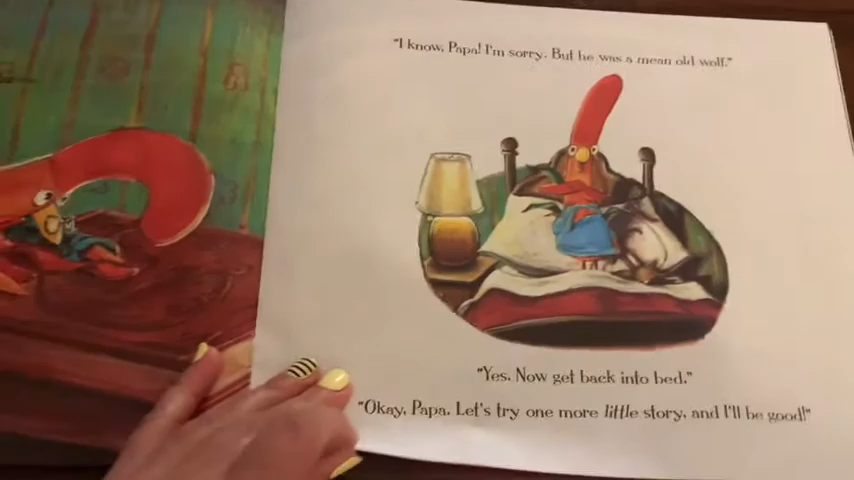 "I know, Papa! I'm sorry. But he was a mean old wolf."
"Yes. Now get back into bed."
"Okay, Papa. Let's try one more little story, and I'll be good!"